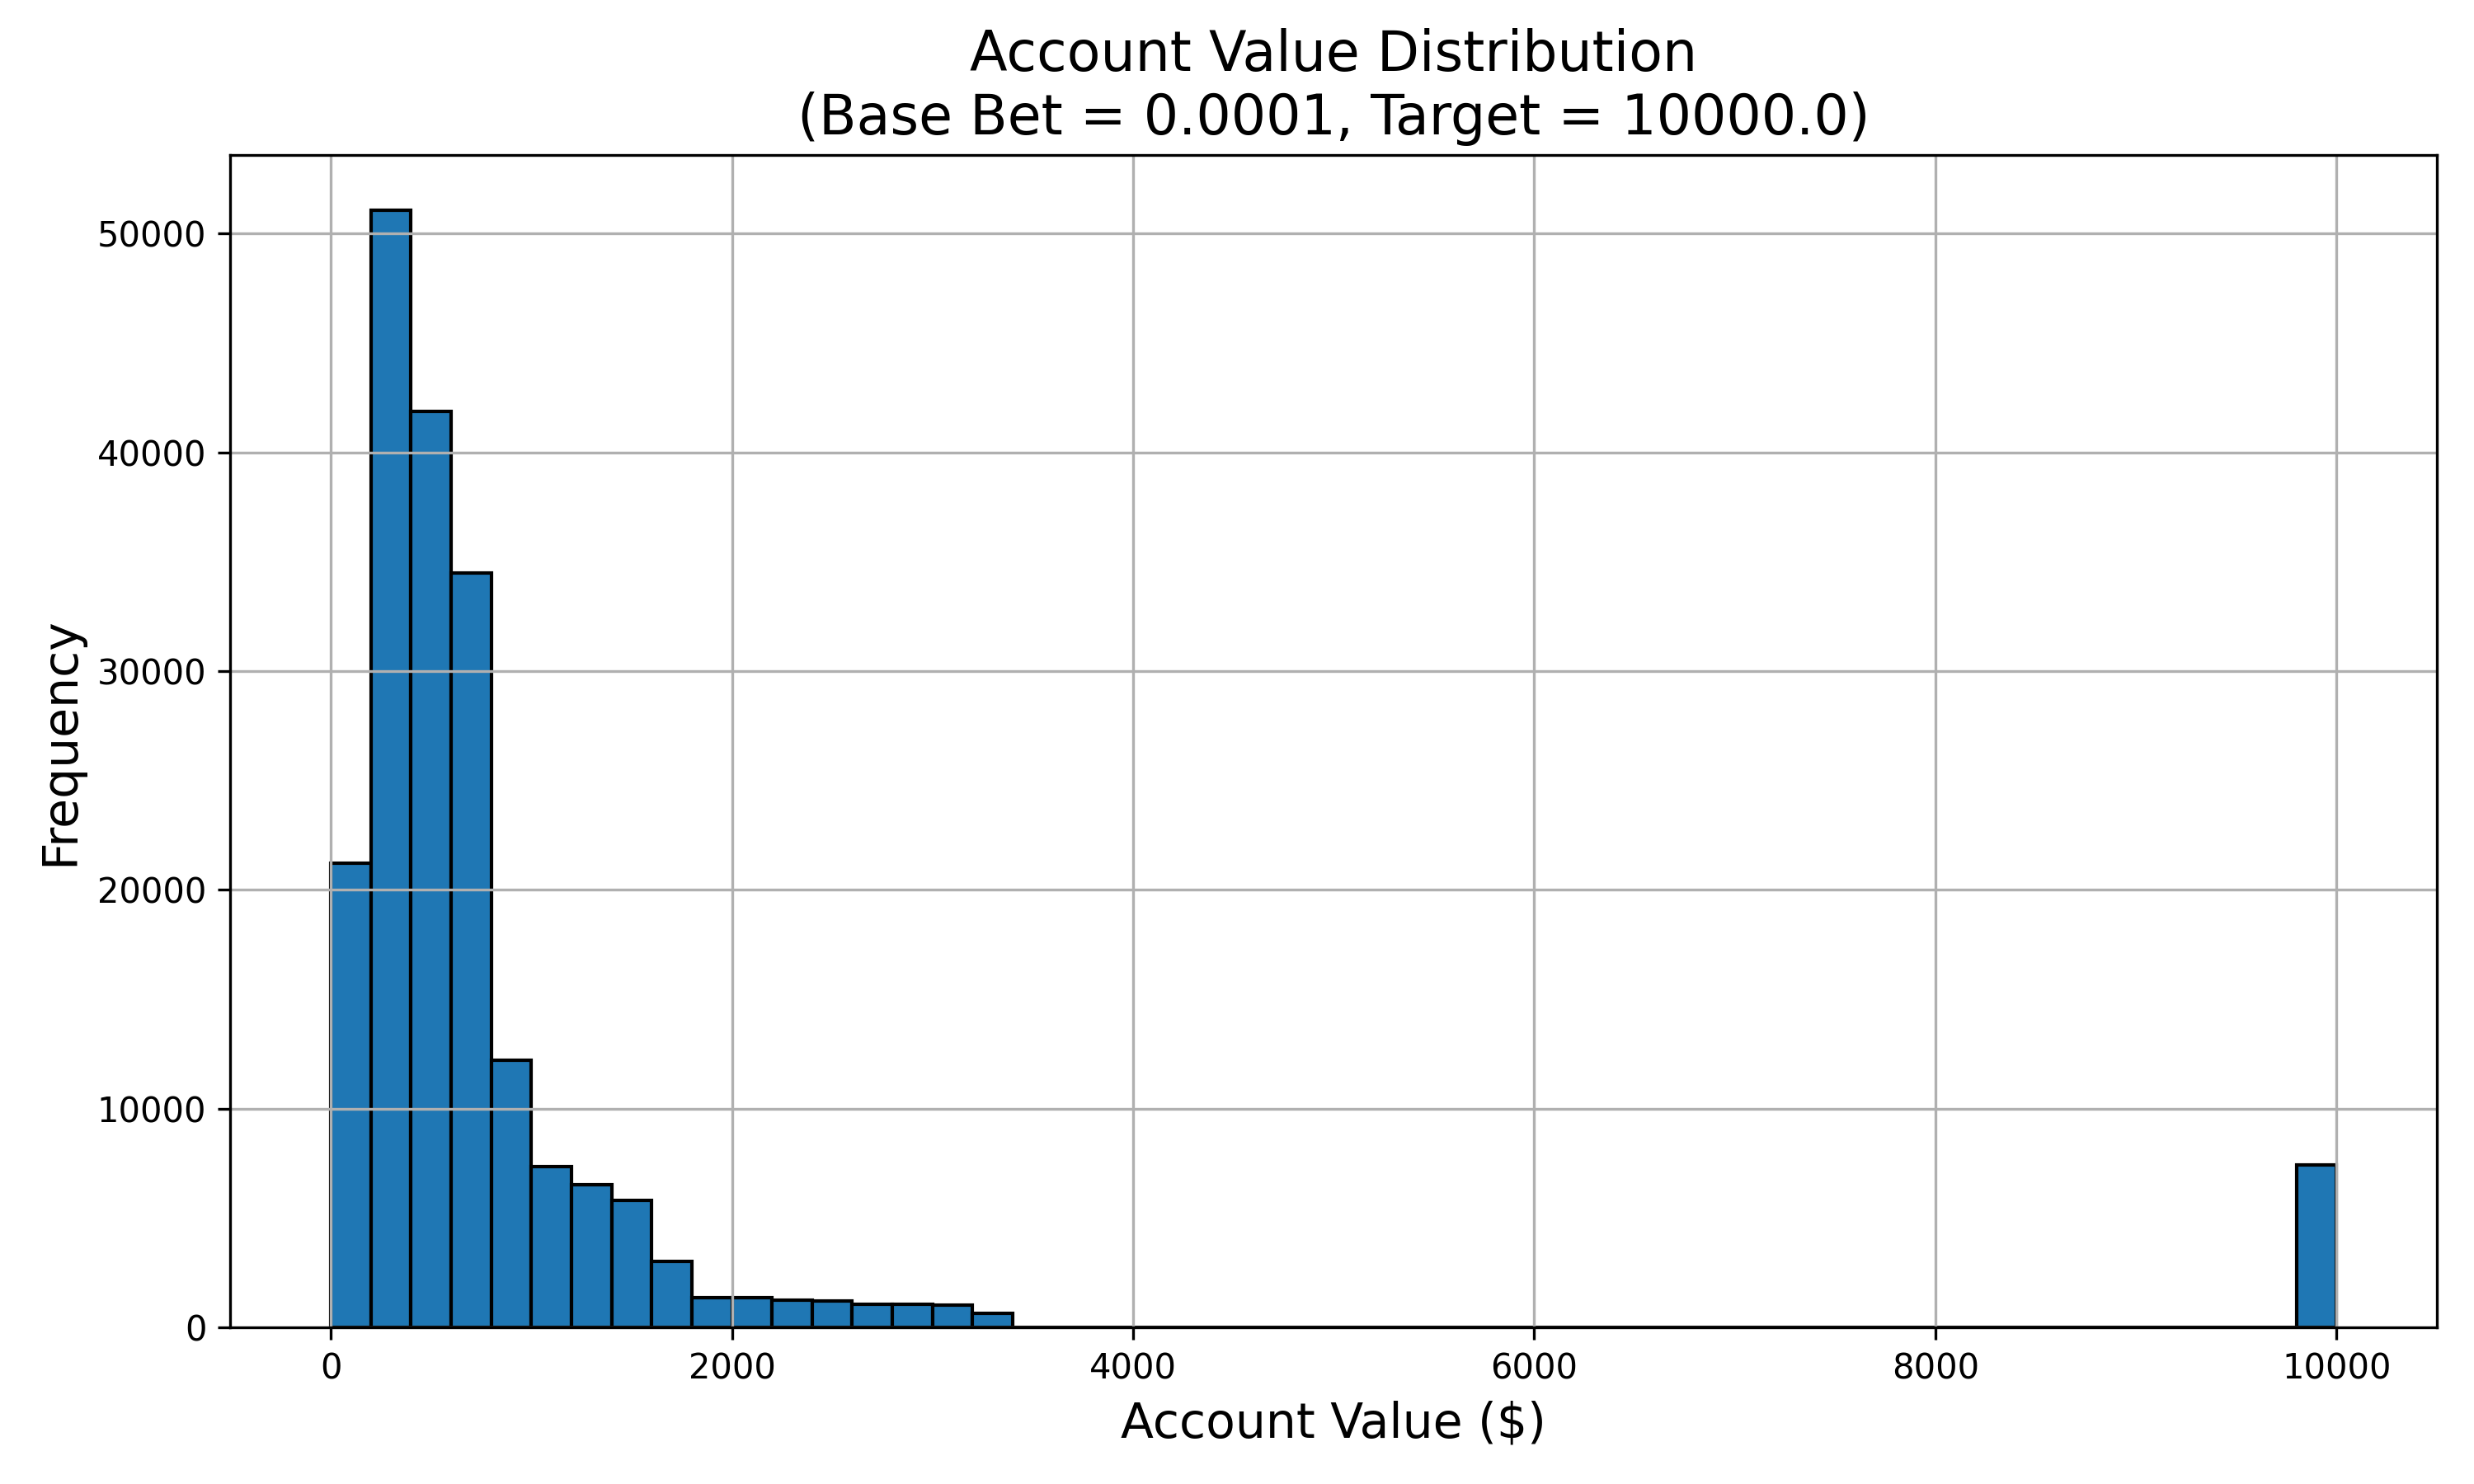 Account Value Distribution
(Base Bet = 0.0001, Target = 10000.0)
Frequency
50000
40000
30000
20000
10000
0
0 2000 4000 6000 8000 10000
Account Value ($)